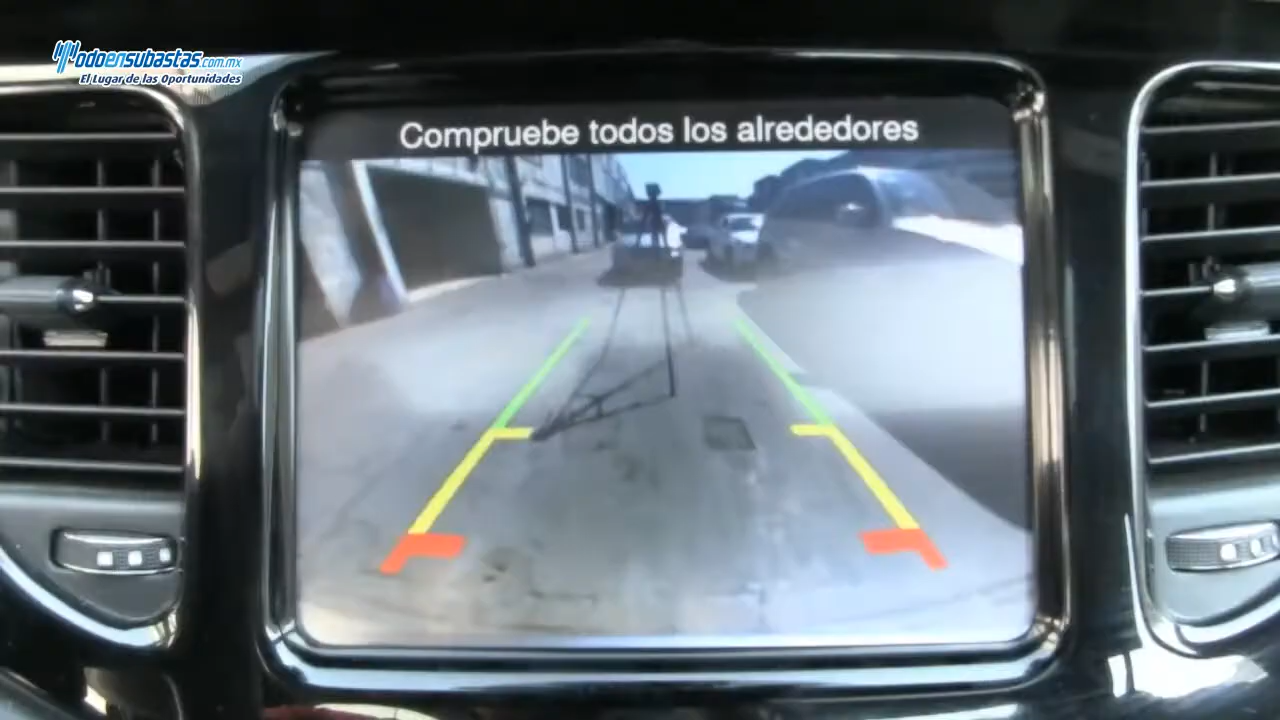 todoensubastas.com.mx
El Lugar de las Oportunidades
Compruebe todos los alrededores